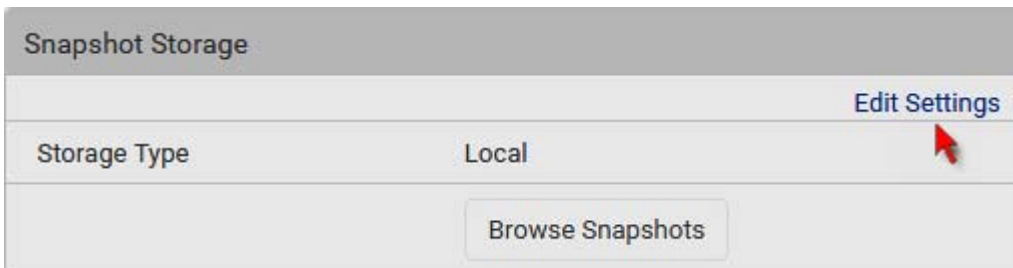 Snapshot Storage
Edit Settings
Storage Type Local
Browse Snapshots